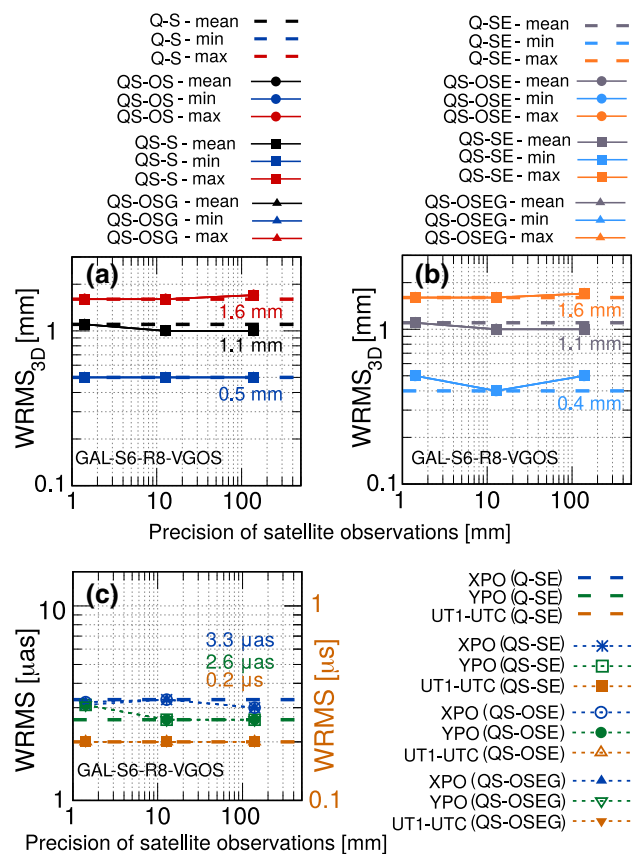 Q-S - mean
Q-S - min
Q-S - max
QS-OS - mean
QS-OS - min
QS-OS - max
QS-S - mean
QS-S - min
QS-S - max
QS-OSG - mean
QS-OSG - min
QS-OSG - max
Q-SE - mean
Q-SE - min
Q-SE - max
QS-OSE - mean
QS-OSE - min
QS-OSE - max
QS-SE - mean
QS-SE - min
QS-SE - max
QS-OSEG - mean
QS-OSEG - min
QS-OSEG - max
(a)
WRMS3D [mm]
1
0.1
1.6 mm
1.1 mm
0.5 mm
GAL-S6-R8-VGOS
1 10 100
(b)
WRMS3D [mm]
1
0.1
1.6 mm
1.1 mm
0.4 mm
GAL-S6-R8-VGOS
1 10 100
Precision of satellite observations [mm]
(c)
WRMS [µas]
10
1
3.3 µas
2.6 µas
0.2 µs
GAL-S6-R8-VGOS
1
0.1
WRMS [µs]
1 10 100
Precision of satellite observations [mm]
XPO (Q-SE)
YPO (Q-SE)
UT1-UTC (Q-SE)
XPO (QS-SE)
YPO (QS-SE)
UT1-UTC (QS-SE)
XPO (QS-OSE)
YPO (QS-OSE)
UT1-UTC (QS-OSE)
XPO (QS-OSEG)
YPO (QS-OSEG)
UT1-UTC (QS-OSEG)